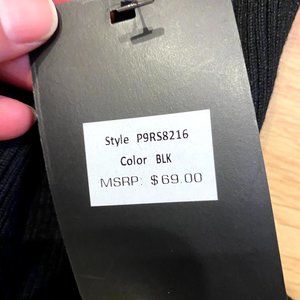 Style P9RS8216
Color BLK
MSRP: $69.00